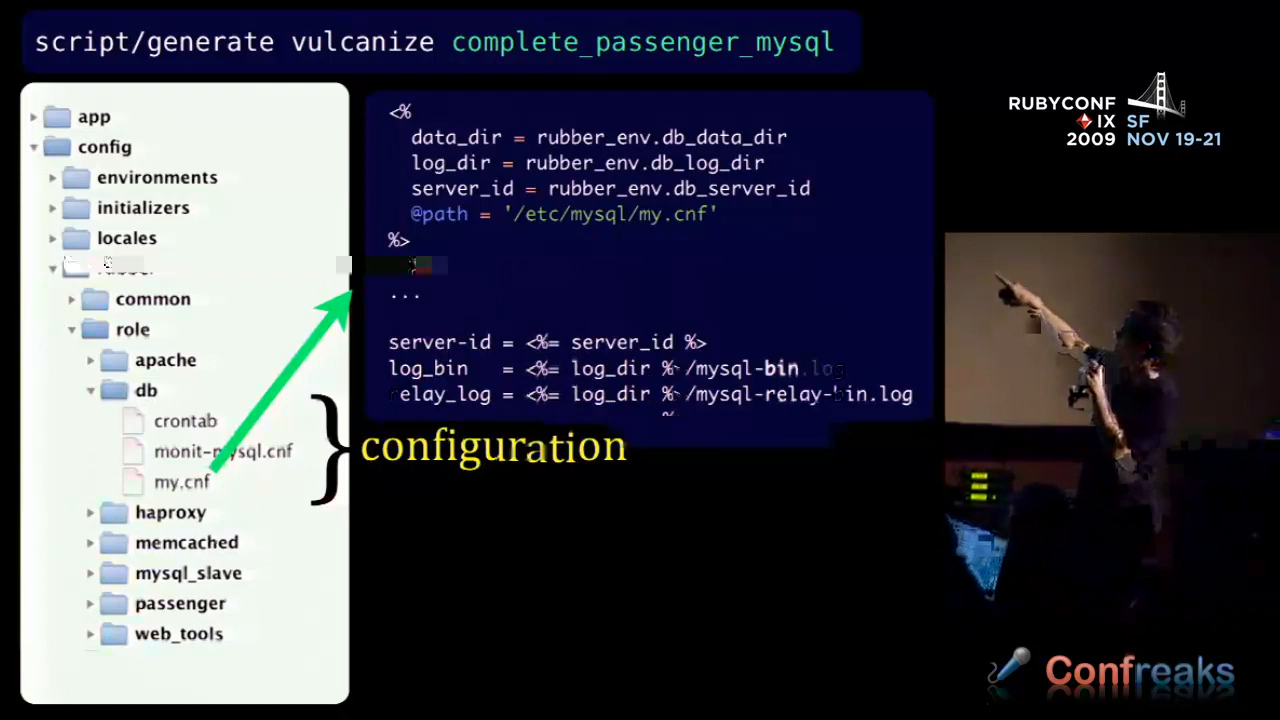 script/generate vulcanize complete_passenger_mysql
app
config
environments
initializers
locales
common
role
apache
db
crontab
monit-mysql.cnf
my.cnf
haproxy
memcached
mysql_slave
passenger
web_tools
<%
data_dir = rubber_env.db_data_dir
log_dir = rubber_env.db_log_dir
server_id = rubber_env.db_server_id
@path = '/etc/mysql/my.cnf'
%>
...
server-id = <%= server_id %>
log_bin = <%= log_dir %>/mysql-bin.log
relay_log = <%= log_dir %>/mysql-relay-bin.log
} configuration
RUBYCONF
IX SF
2009 NOV 19-21
Confreaks